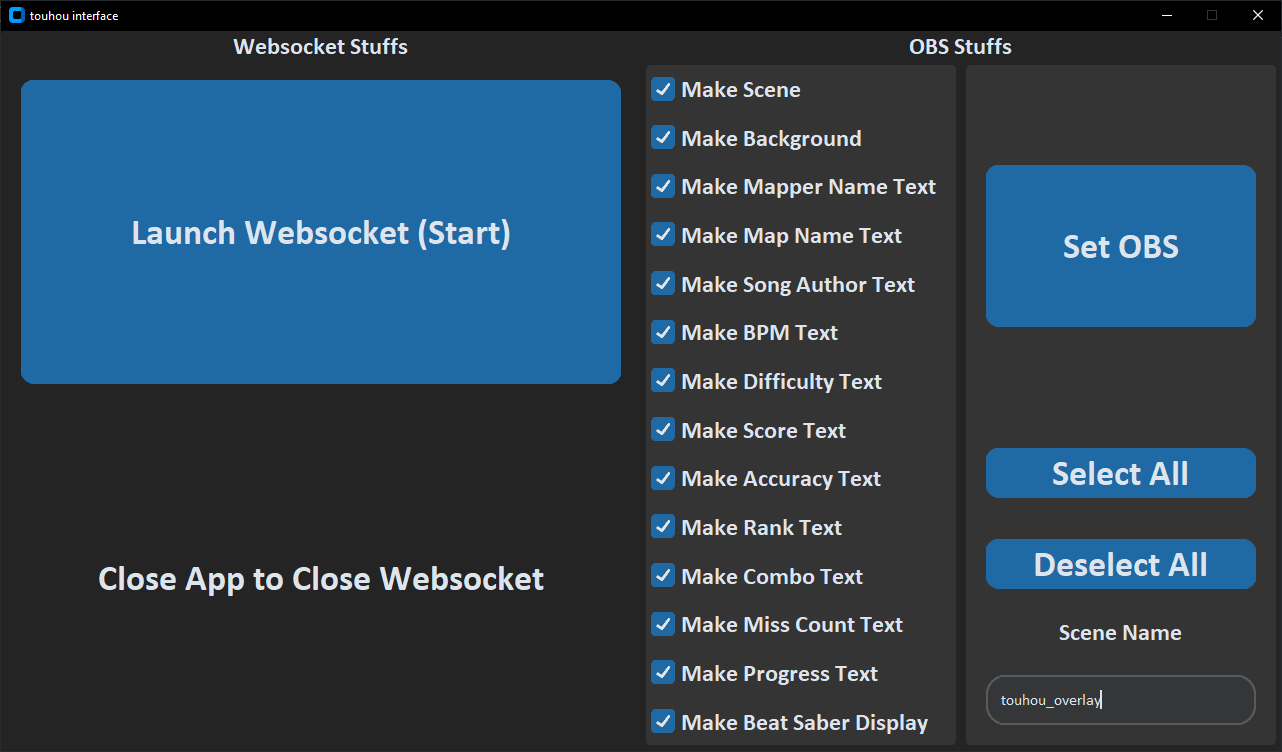 touhou interface
Websocket Stuffs
Launch Websocket (Start)
Close App to Close Websocket
OBS Stuffs
Make Scene
Make Background
Make Mapper Name Text
Make Map Name Text
Make Song Author Text
Make BPM Text
Make Difficulty Text
Make Score Text
Make Accuracy Text
Make Rank Text
Make Combo Text
Make Miss Count Text
Make Progress Text
Make Beat Saber Display
Set OBS
Select All
Deselect All
Scene Name
touhou_overlay